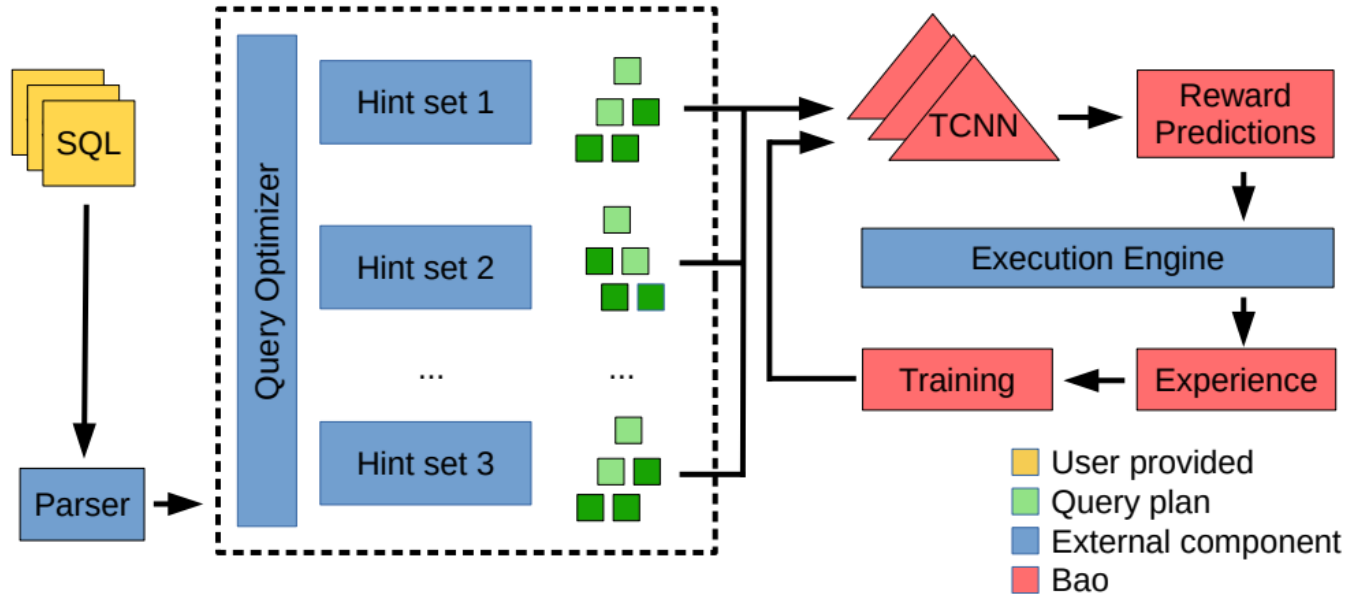 SQL
Parser
Query Optimizer
Hint set 1
Hint set 2
...
...
Hint set 3
TCNN
Reward
Predictions
Execution Engine
Training
Experience
User provided
Query plan
External component
Bao